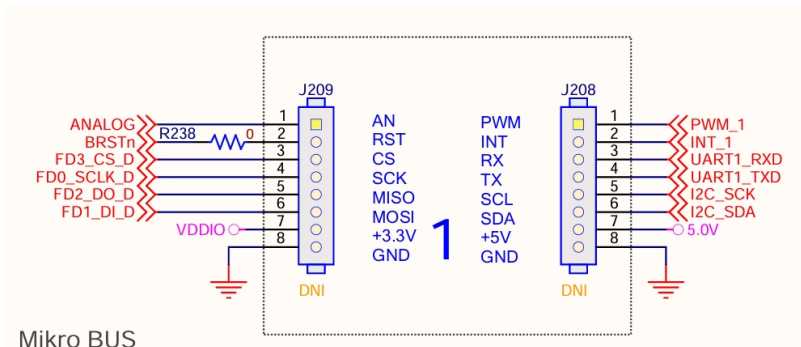 J209 J208
ANALOG 1 AN PWM 1 PWM_1
BRSTn R238 0 2 RST INT 2 INT_1
FD3_CS_D 3 CS RX 3 UART1_RXD
FD0_SCLK_D 4 SCK TX 4 UART1_TXD
FD2_DO_D 5 MISO SCL 5 I2C_SCK
FD1_DI_D 6 MOSI SDA 6 I2C_SDA
VDDIO 7 +3.3V +5V 7 5.0V
8 GND 1 GND 8
DNI DNI
Mikro BUS